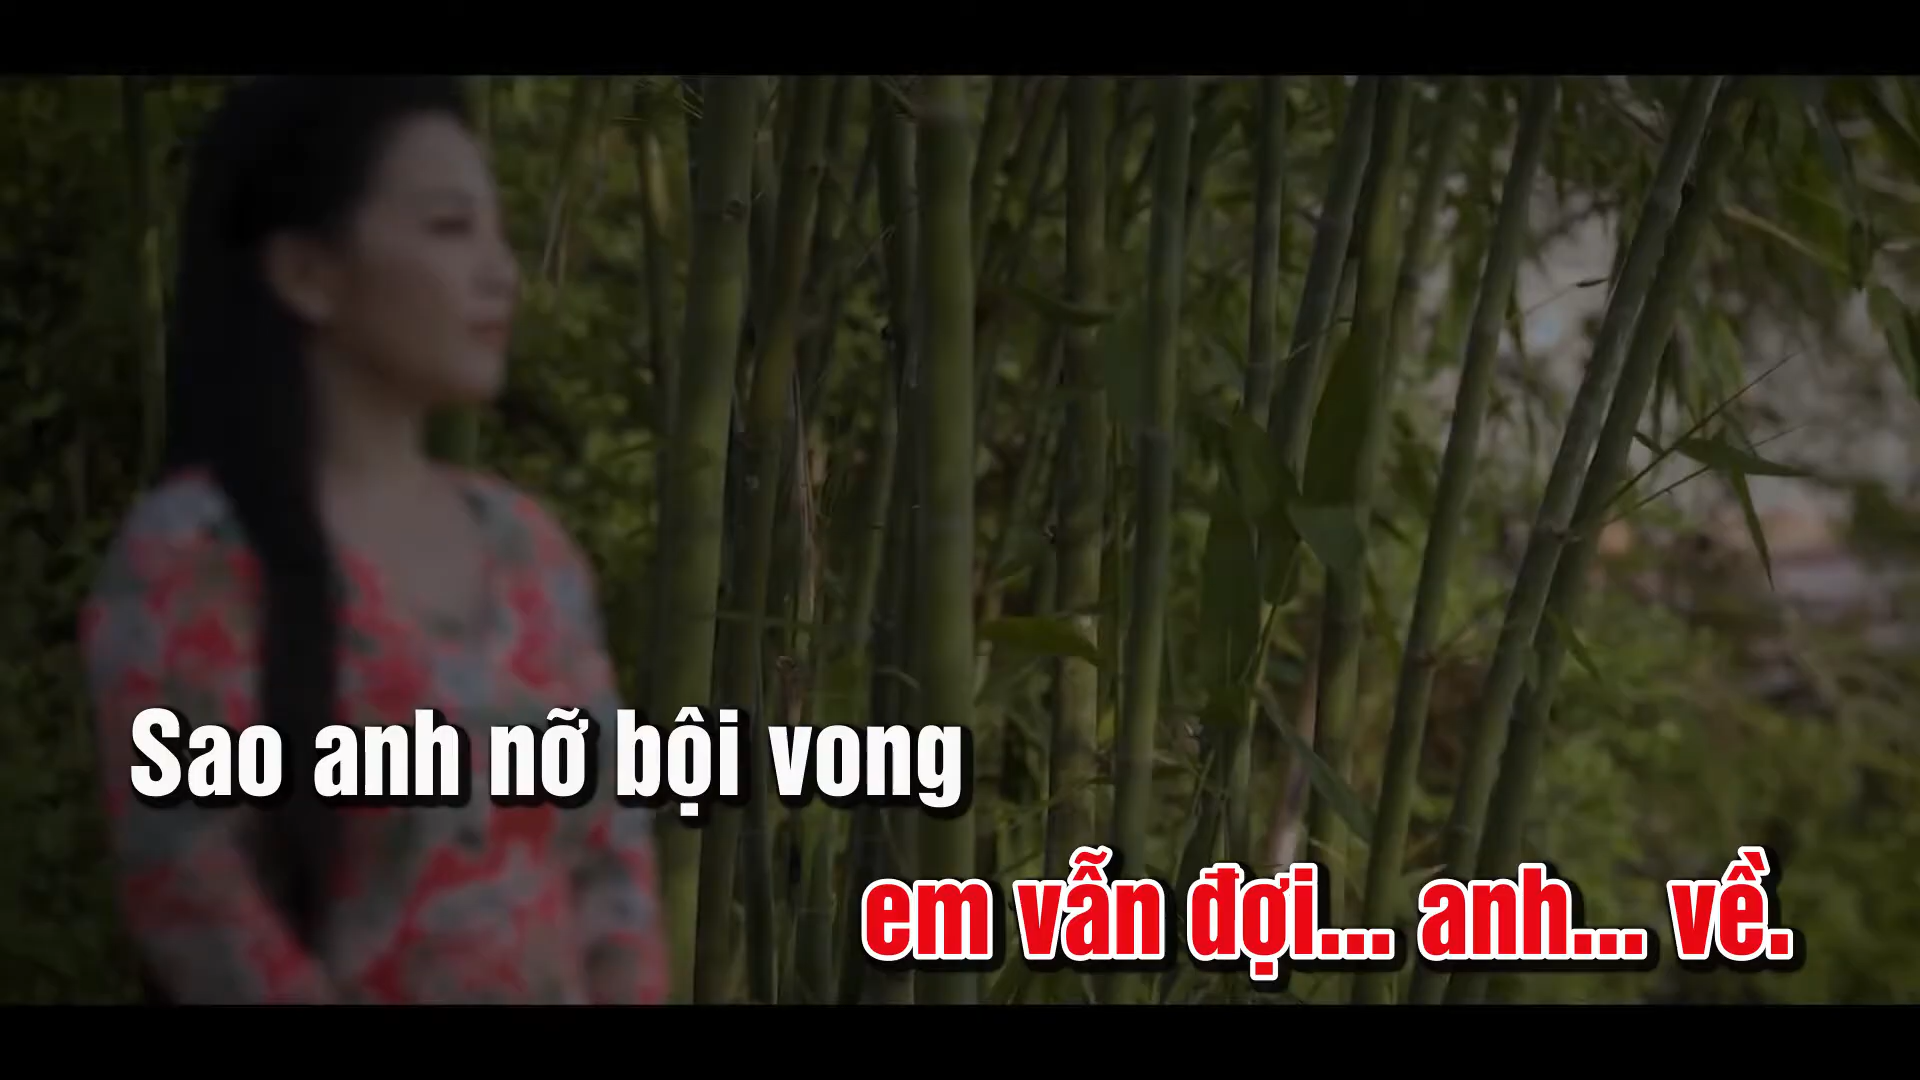 Sao anh nỡ bội vong
em vẫn đợi... anh... về.